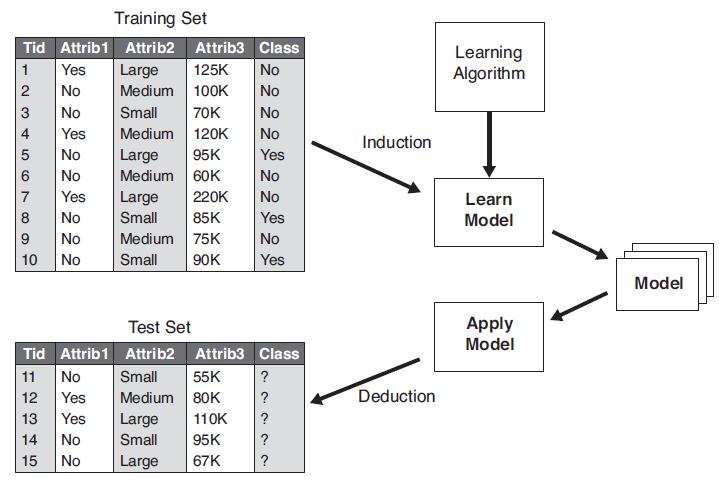 Training Set
Tid Attrib1 Attrib2 Attrib3 Class
1 Yes Large 125K No
2 No Medium 100K No
3 No Small 70K No
4 Yes Medium 120K No
5 No Large 95K Yes
6 No Medium 60K No
7 Yes Large 220K No
8 No Small 85K Yes
9 No Medium 75K No
10 No Small 90K Yes
Learning
Algorithm
Induction
Learn
Model
Model
Apply
Model
Deduction
Test Set
Tid Attrib1 Attrib2 Attrib3 Class
11 No Small 55K ?
12 Yes Medium 80K ?
13 Yes Large 110K ?
14 No Small 95K ?
15 No Large 67K ?